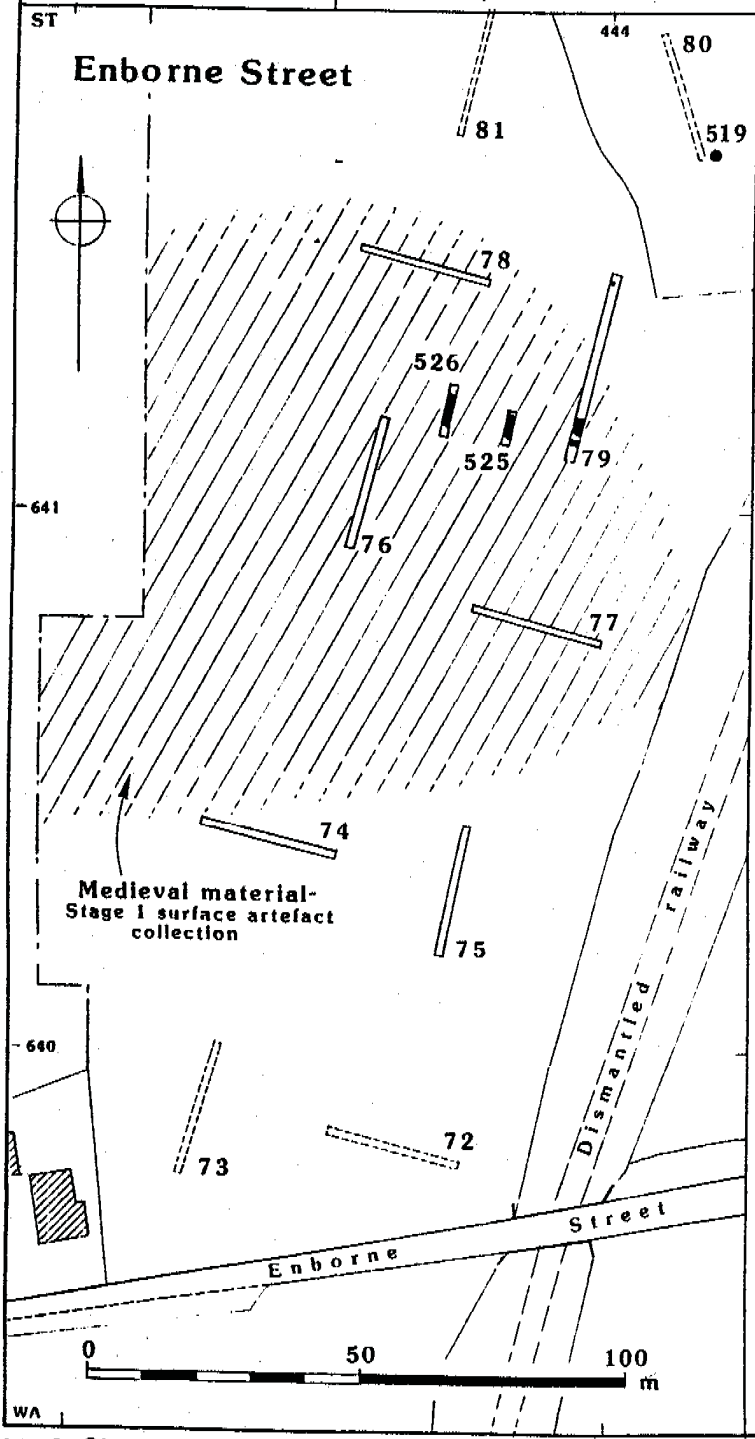 ST
444
Enborne Street
80
81
519
78
526
525
79
641
76
77
74
Medieval material-
Stage 1 surface artefact
collection
75
Dismantled railway
640
73
72
Enborne Street
0 50 100
m
WA